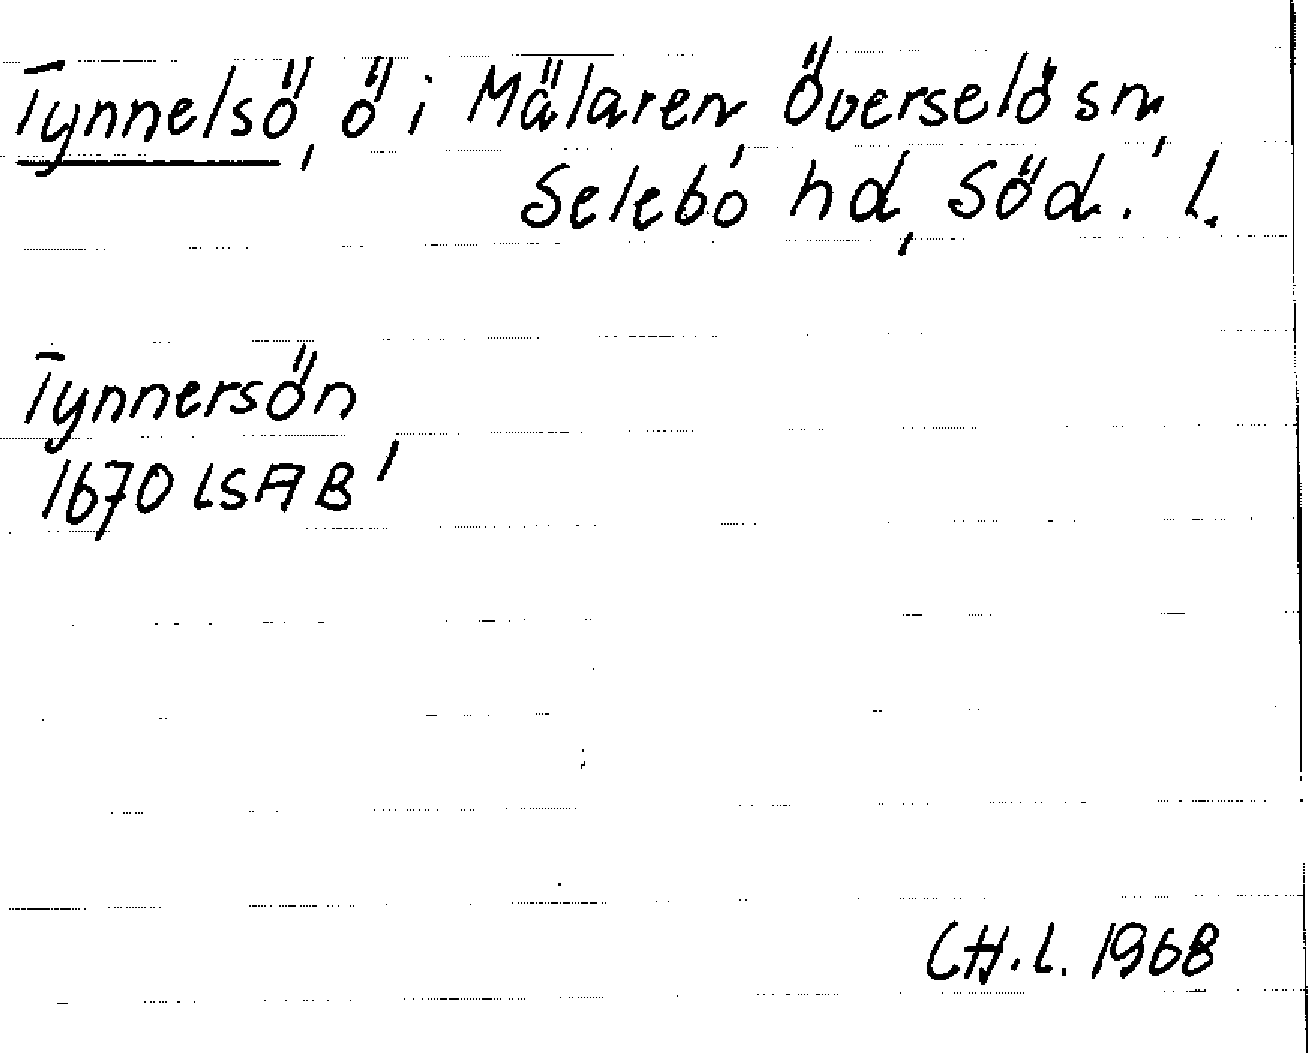 Tynnelsö, ö i Mälaren, Överselö sn,
Selebo hd, Söd. l.
Tynnersön
1670 LSAB'
CH.L. 1968